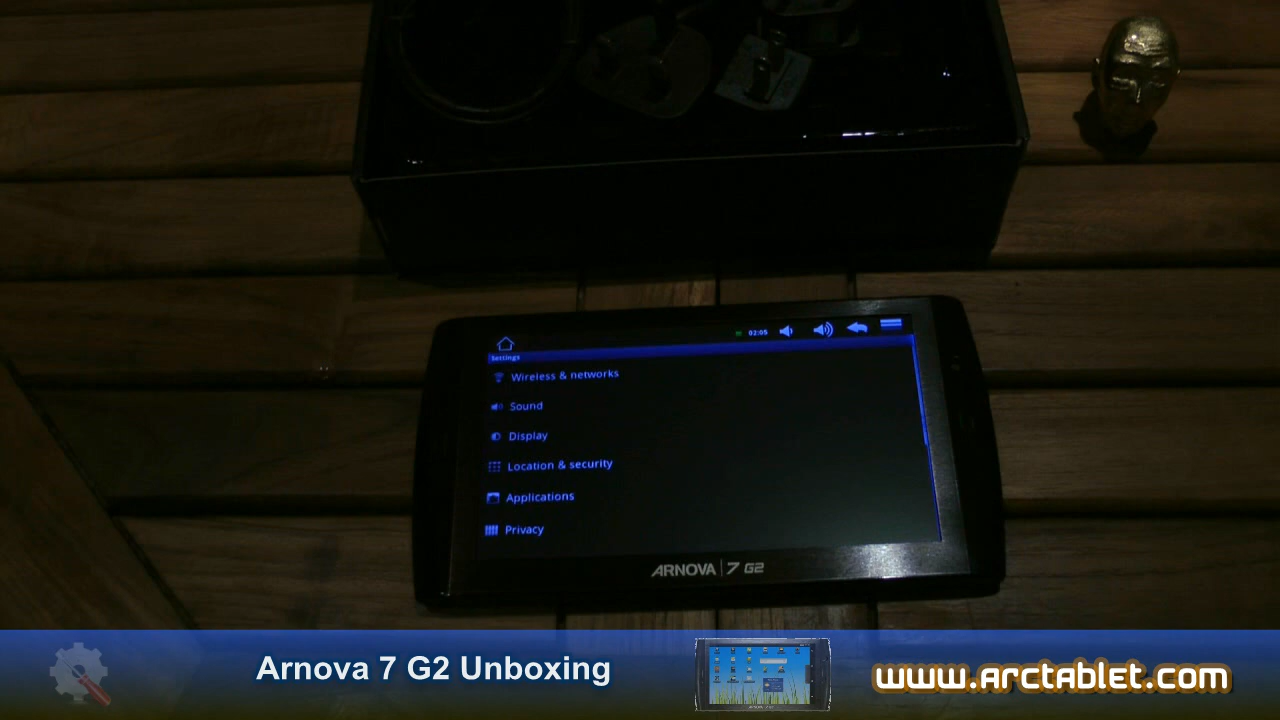 02:05
Settings
Wireless & networks
Sound
Display
Location & security
Applications
Privacy
ARNOVA 7 G2
Arnova 7 G2 Unboxing
www.arctablet.com